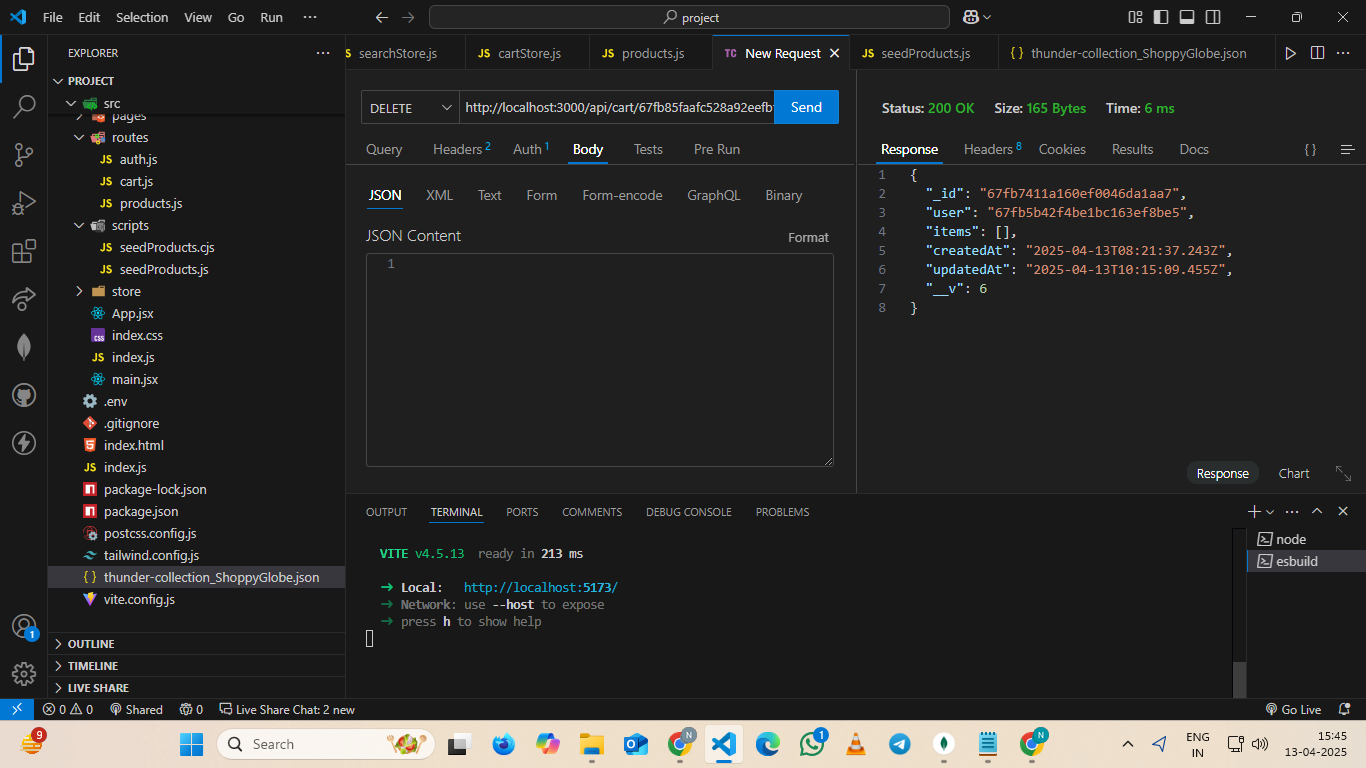 File Edit Selection View Go Run ··· project
EXPLORER ···
PROJECT
src
pages
routes
JS auth.js
JS cart.js
JS products.js
scripts
JS seedProducts.cjs
JS seedProducts.js
store
App.jsx
css index.css
JS index.js
main.jsx
.env
.gitignore
index.html
JS index.js
package-lock.json
package.json
postcss.config.js
tailwind.config.js
{ } thunder-collection_ShoppyGlobe.json
vite.config.js
OUTLINE
TIMELINE
LIVE SHARE
1
JS searchStore.js JS cartStore.js JS products.js TC New Request JS seedProducts.js { } thunder-collection_ShoppyGlobe.json
DELETE http://localhost:3000/api/cart/67fb85faafc528a92eefb Send
Query Headers 2 Auth 1 Body Tests Pre Run
JSON XML Text Form Form-encode GraphQL Binary
JSON Content Format
1
Status: 200 OK Size: 165 Bytes Time: 6 ms
Response Headers 8 Cookies Results Docs { }
1 {
2 "_id": "67fb7411a160ef0046da1aa7",
3 "user": "67fb5b42f4be1bc163ef8be5",
4 "items": [],
5 "createdAt": "2025-04-13T08:21:37.243Z",
6 "updatedAt": "2025-04-13T10:15:09.455Z",
7 "__v": 6
8 }
Response Chart
OUTPUT TERMINAL PORTS COMMENTS DEBUG CONSOLE PROBLEMS
VITE v4.5.13 ready in 213 ms
➜ Local: http://localhost:5173/
➜ Network: use --host to expose
➜ press h to show help
node
esbuild
0 0 Shared 0 Live Share Chat: 2 new Go Live
9 Search N 1 N ENG 15:45
IN 13-04-2025